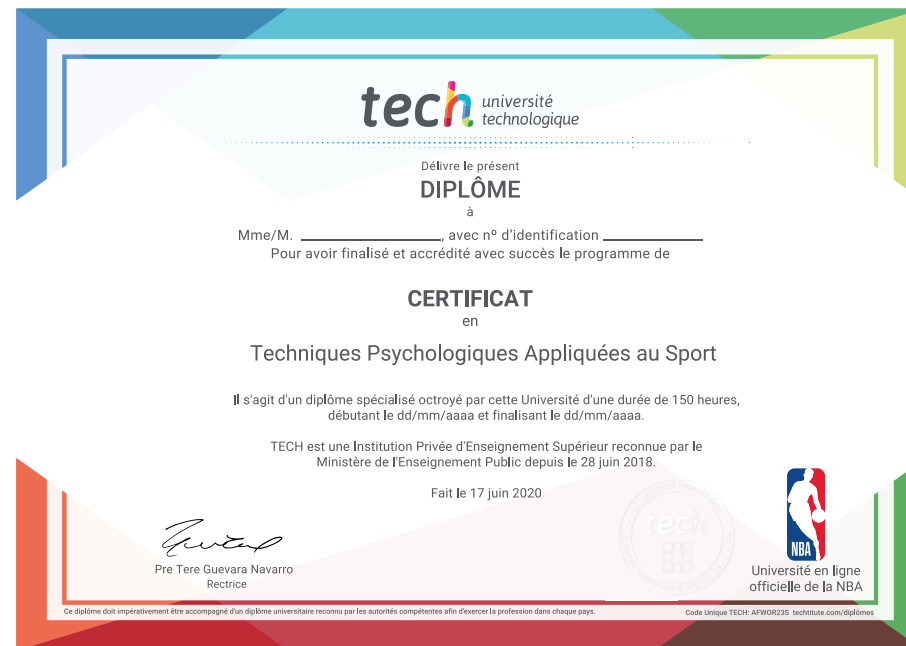 tech université
technologique
Délivre le présent
DIPLÔME
à
Mme/M. ____________________, avec nº d'identification ______________
Pour avoir finalisé et accrédité avec succès le programme de
CERTIFICAT
en
Techniques Psychologiques Appliquées au Sport
Il s'agit d'un diplôme spécialisé octroyé par cette Université d'une durée de 150 heures,
débutant le dd/mm/aaaa et finalisant le dd/mm/aaaa.
TECH est une Institution Privée d'Enseignement Supérieur reconnue par le
Ministère de l'Enseignement Public depuis le 28 juin 2018.
Fait le 17 juin 2020
tech
NBA
Pre Tere Guevara Navarro
Rectrice
Université en ligne
officielle de la NBA
Ce diplôme doit impérativement être accompagné d'un diplôme universitaire reconnu par les autorités compétentes afin d'exercer la profession dans chaque pays.
Code Unique TECH: AFWOR23S techtitute.com/diplômes